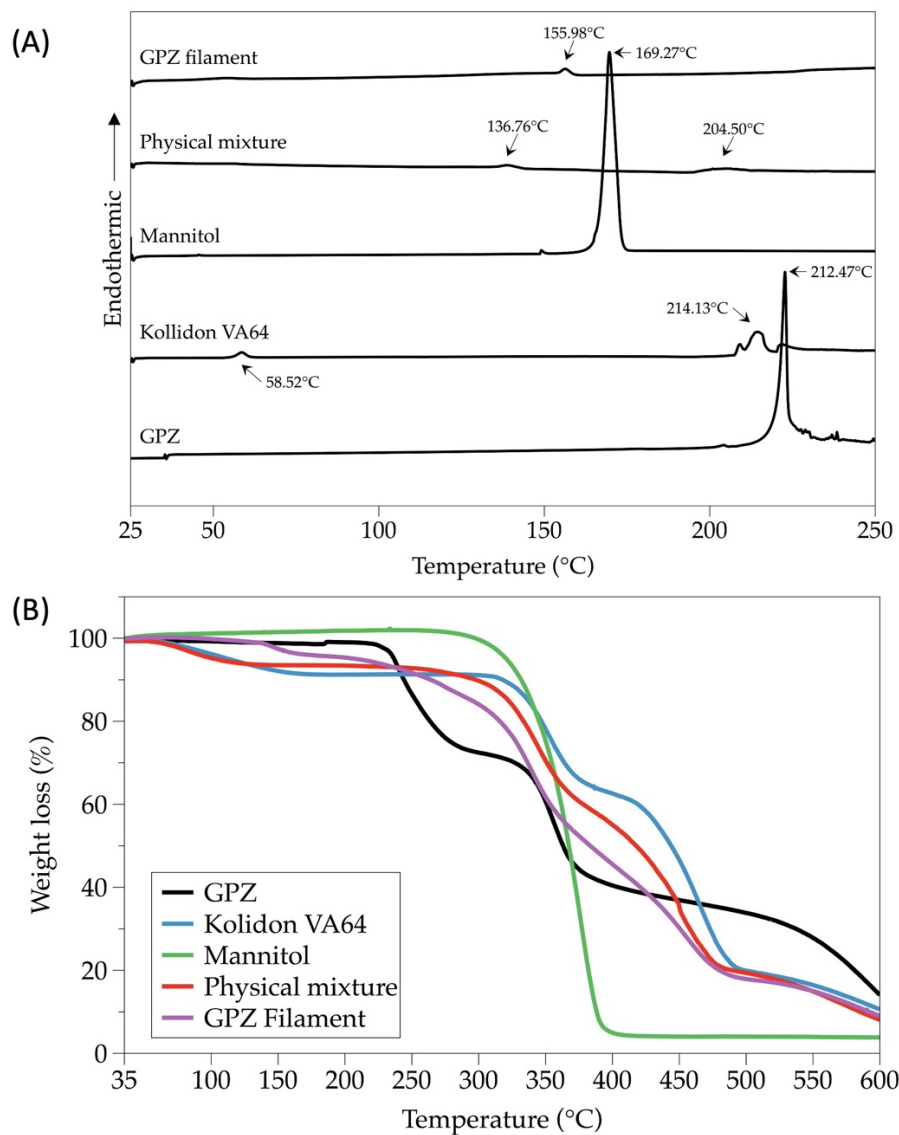 (A)
GPZ filament
155.98°C
169.27°C
Physical mixture
136.76°C
204.50°C
Endothermic
Mannitol
212.47°C
214.13°C
Kollidon VA64
58.52°C
GPZ
25 50 100 150 200 250
Temperature (°C)
(B)
100
80
60
40
20
0
Weight loss (%)
GPZ
Kolidon VA64
Mannitol
Physical mixture
GPZ Filament
35 100 150 200 250 300 350 400 450 500 550 600
Temperature (°C)